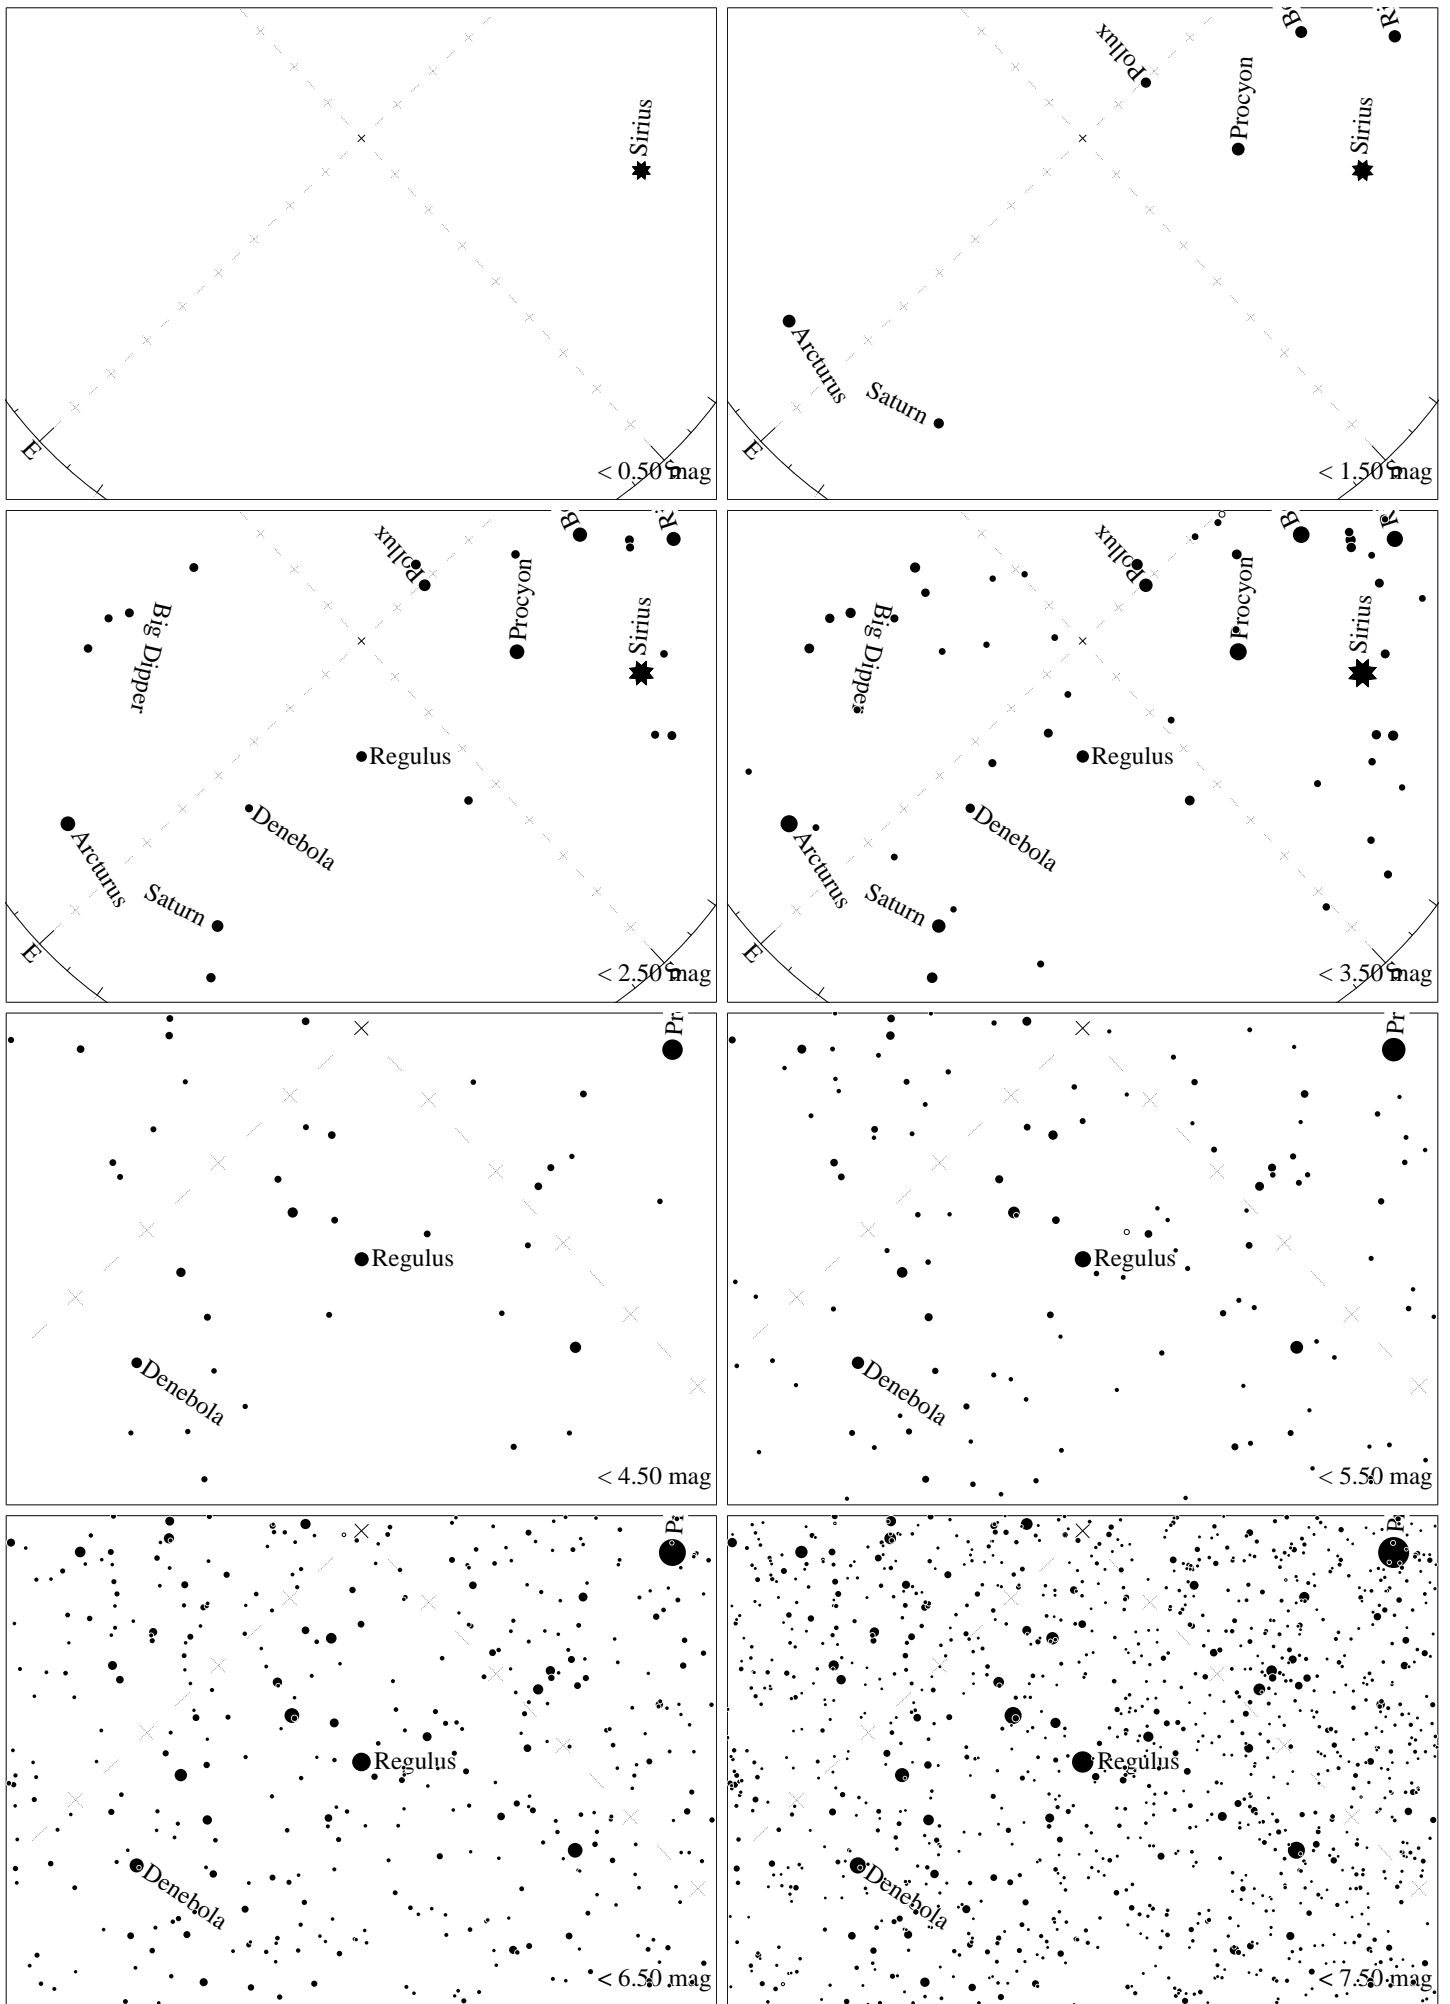 Sirius
E
< 0.50 mag
Pollux
Procyon
Sirius
Arcturus
Saturn
E
< 1.50 mag
Pollux
Procyon
Big Dipper
Sirius
Regulus
Denebola
Arcturus
Saturn
E
< 2.50 mag
Pollux
Procyon
Big Dipper
Sirius
Regulus
Denebola
Arcturus
Saturn
E
< 3.50 mag
Pr
Regulus
Denebola
< 4.50 mag
Pr
Regulus
Denebola
< 5.50 mag
Regulus
Denebola
< 6.50 mag
Regulus
Denebola
< 7.50 mag